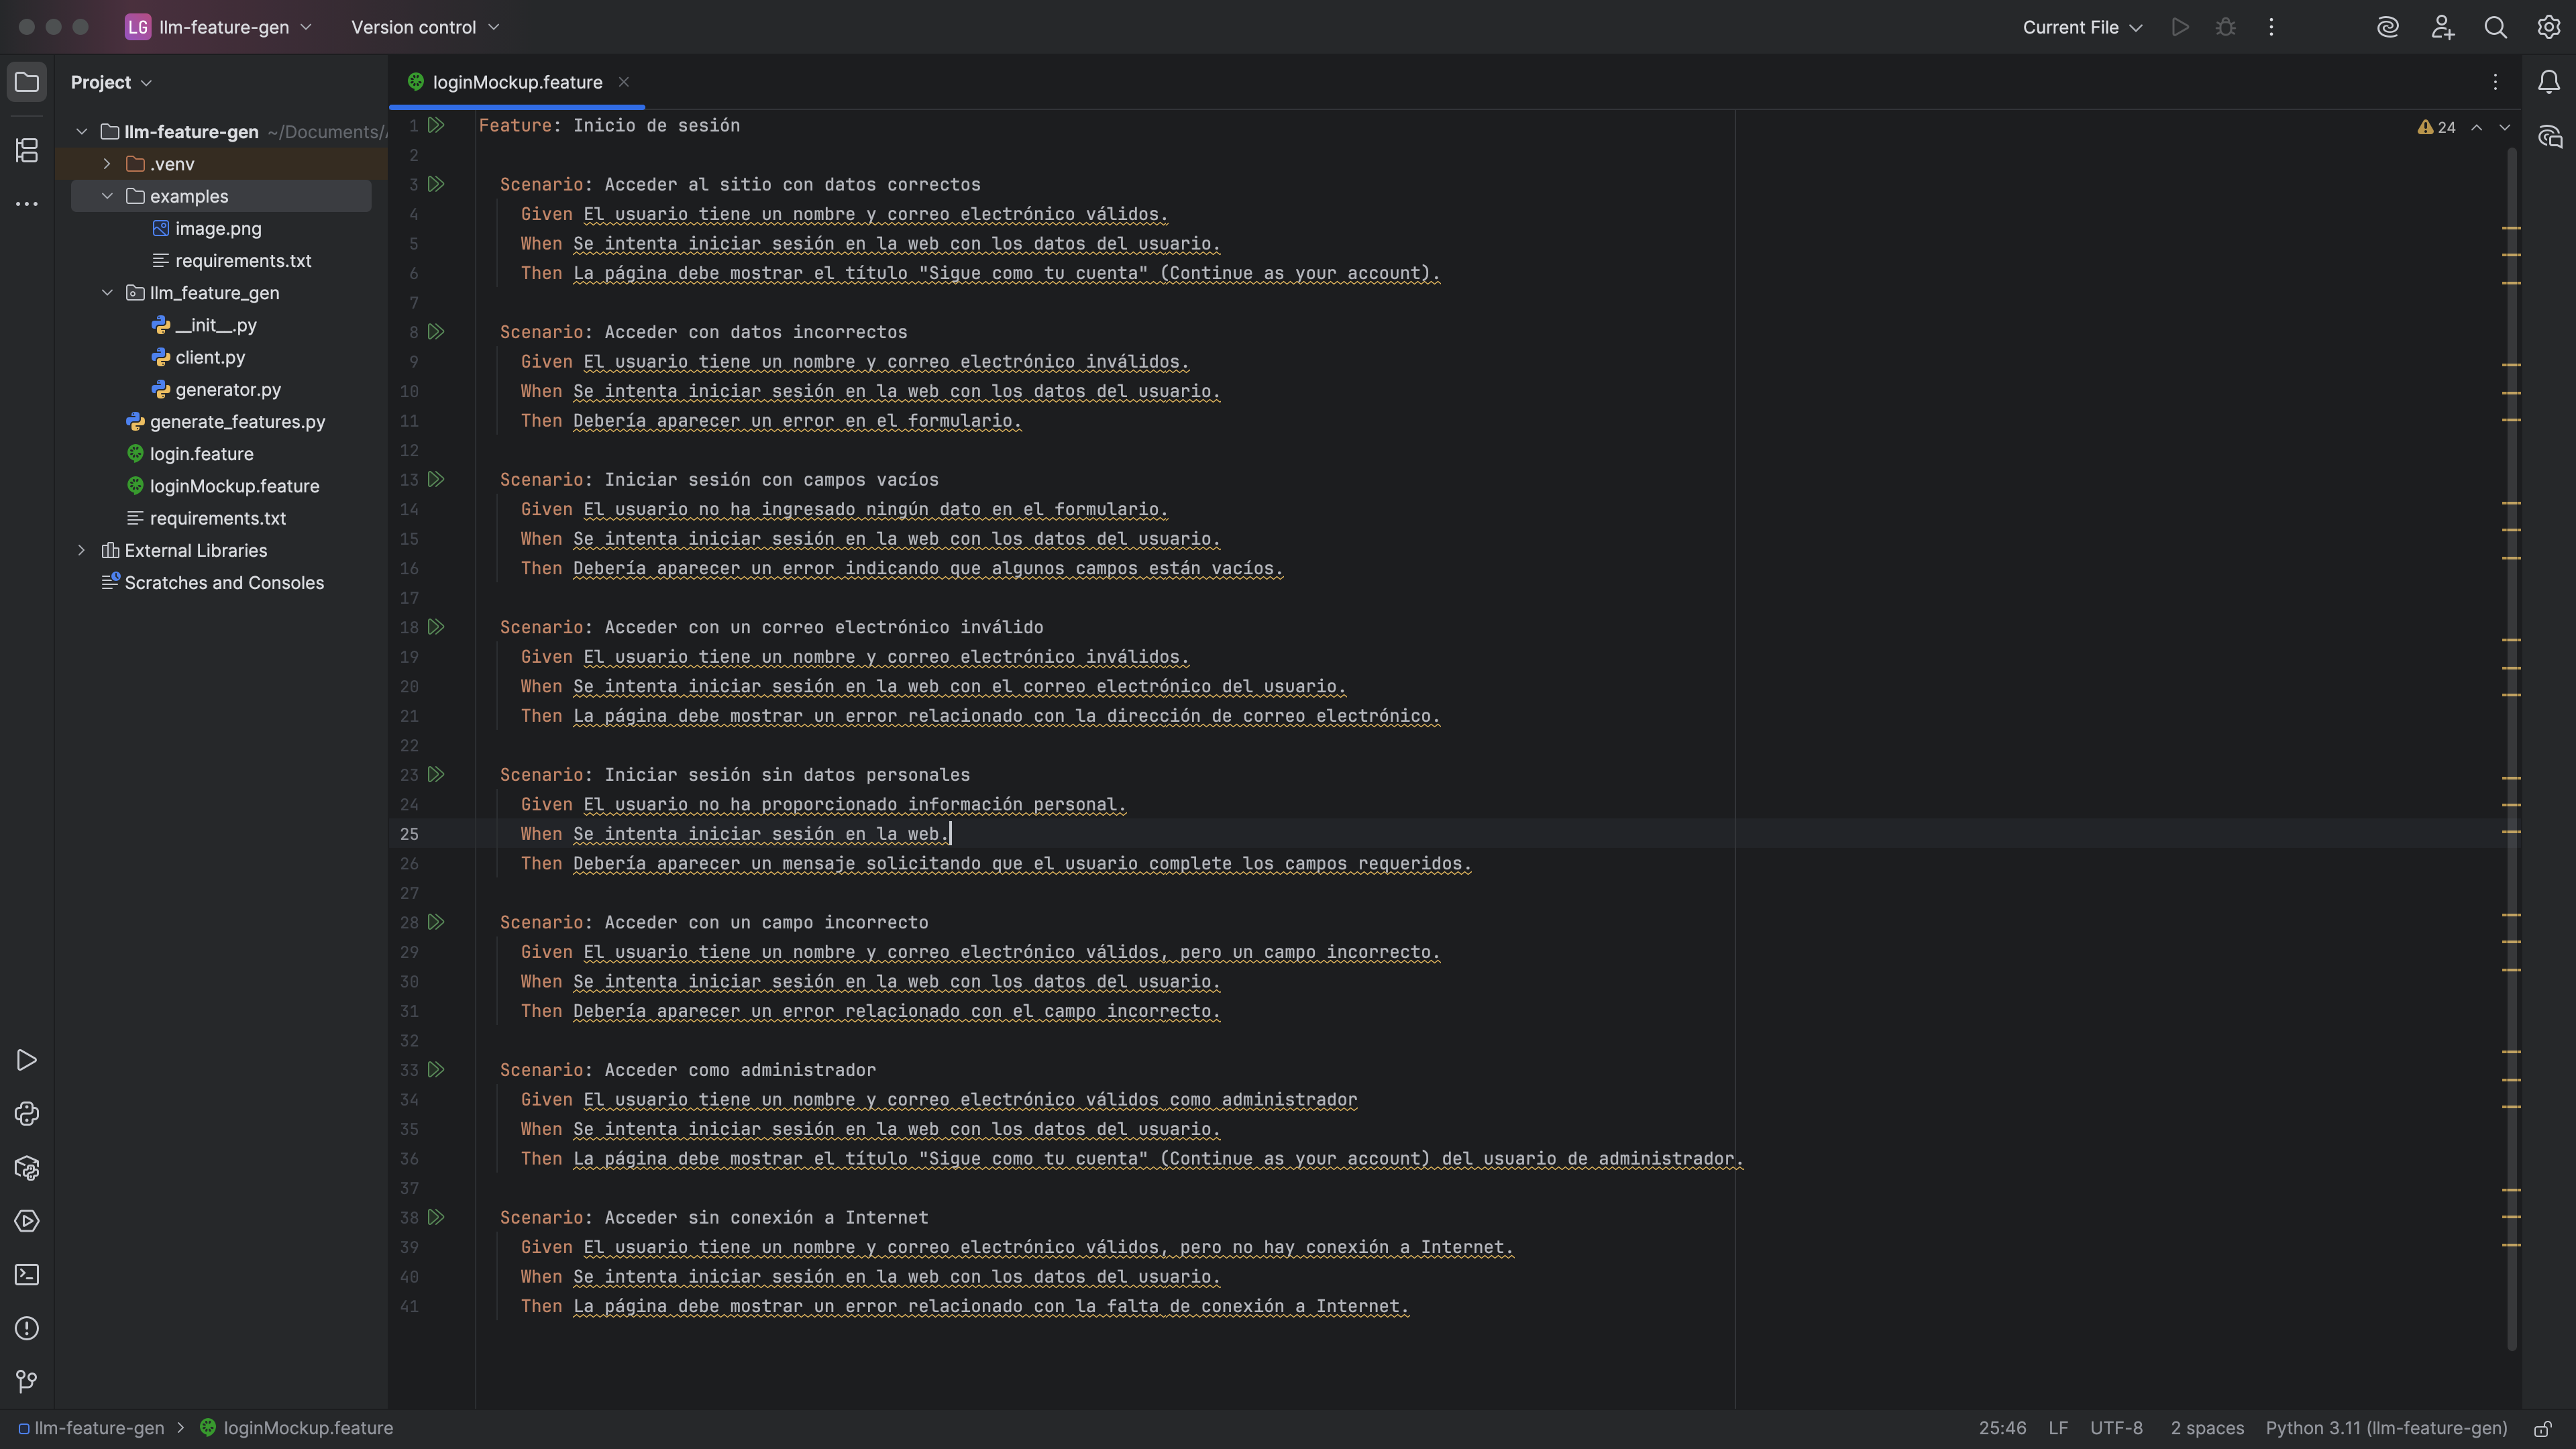 LG llm-feature-gen Version control Current File
Project
loginMockup.feature
llm-feature-gen ~/Documents/
.venv
examples
image.png
requirements.txt
llm_feature_gen
__init__.py
client.py
generator.py
generate_features.py
login.feature
loginMockup.feature
requirements.txt
External Libraries
Scratches and Consoles
24
1 Feature: Inicio de sesión
2
3 Scenario: Acceder al sitio con datos correctos
4 Given El usuario tiene un nombre y correo electrónico válidos.
5 When Se intenta iniciar sesión en la web con los datos del usuario.
6 Then La página debe mostrar el título "Sigue como tu cuenta" (Continue as your account).
7
8 Scenario: Acceder con datos incorrectos
9 Given El usuario tiene un nombre y correo electrónico inválidos.
10 When Se intenta iniciar sesión en la web con los datos del usuario.
11 Then Debería aparecer un error en el formulario.
12
13 Scenario: Iniciar sesión con campos vacíos
14 Given El usuario no ha ingresado ningún dato en el formulario.
15 When Se intenta iniciar sesión en la web con los datos del usuario.
16 Then Debería aparecer un error indicando que algunos campos están vacíos.
17
18 Scenario: Acceder con un correo electrónico inválido
19 Given El usuario tiene un nombre y correo electrónico inválidos.
20 When Se intenta iniciar sesión en la web con el correo electrónico del usuario.
21 Then La página debe mostrar un error relacionado con la dirección de correo electrónico.
22
23 Scenario: Iniciar sesión sin datos personales
24 Given El usuario no ha proporcionado información personal.
25 When Se intenta iniciar sesión en la web.
26 Then Debería aparecer un mensaje solicitando que el usuario complete los campos requeridos.
27
28 Scenario: Acceder con un campo incorrecto
29 Given El usuario tiene un nombre y correo electrónico válidos, pero un campo incorrecto.
30 When Se intenta iniciar sesión en la web con los datos del usuario.
31 Then Debería aparecer un error relacionado con el campo incorrecto.
32
33 Scenario: Acceder como administrador
34 Given El usuario tiene un nombre y correo electrónico válidos como administrador
35 When Se intenta iniciar sesión en la web con los datos del usuario.
36 Then La página debe mostrar el título "Sigue como tu cuenta" (Continue as your account) del usuario de administrador.
37
38 Scenario: Acceder sin conexión a Internet
39 Given El usuario tiene un nombre y correo electrónico válidos, pero no hay conexión a Internet.
40 When Se intenta iniciar sesión en la web con los datos del usuario.
41 Then La página debe mostrar un error relacionado con la falta de conexión a Internet.
llm-feature-gen > loginMockup.feature 25:46 LF UTF-8 2 spaces Python 3.11 (llm-feature-gen)